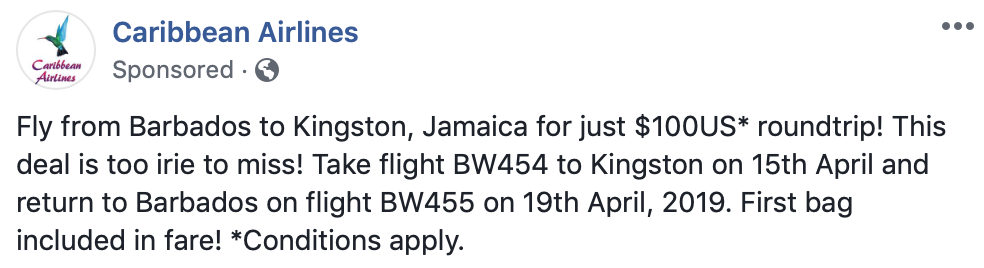 Caribbean Airlines
Caribbean
Airlines
Sponsored ·
Fly from Barbados to Kingston, Jamaica for just $100US* roundtrip! This
deal is too irie to miss! Take flight BW454 to Kingston on 15th April and
return to Barbados on flight BW455 on 19th April, 2019. First bag
included in fare! *Conditions apply.